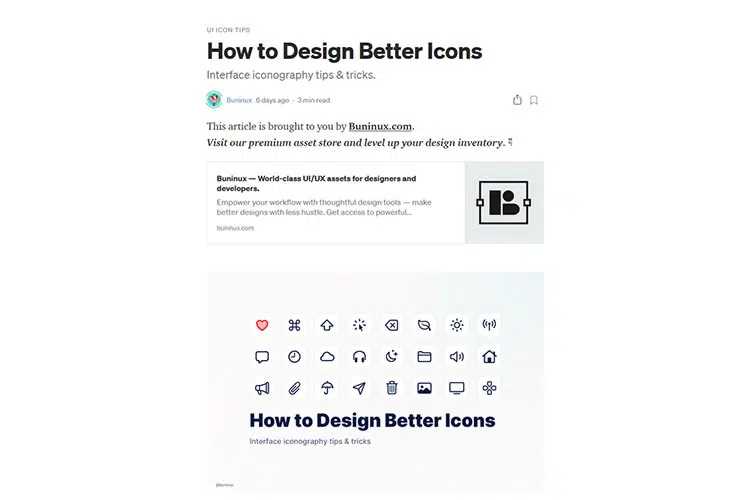 UI ICON TIPS
How to Design Better Icons
Interface iconography tips & tricks.
Buninux 6 days ago · 3 min read
This article is brought to you by Buninux.com.
Visit our premium asset store and level up your design inventory.
Buninux — World-class UI/UX assets for designers and
developers.
Empower your workflow with thoughtful design tools — make
better designs with less hustle. Get access to powerful...
buninux.com
How to Design Better Icons
Interface iconography tips & tricks
@buninux